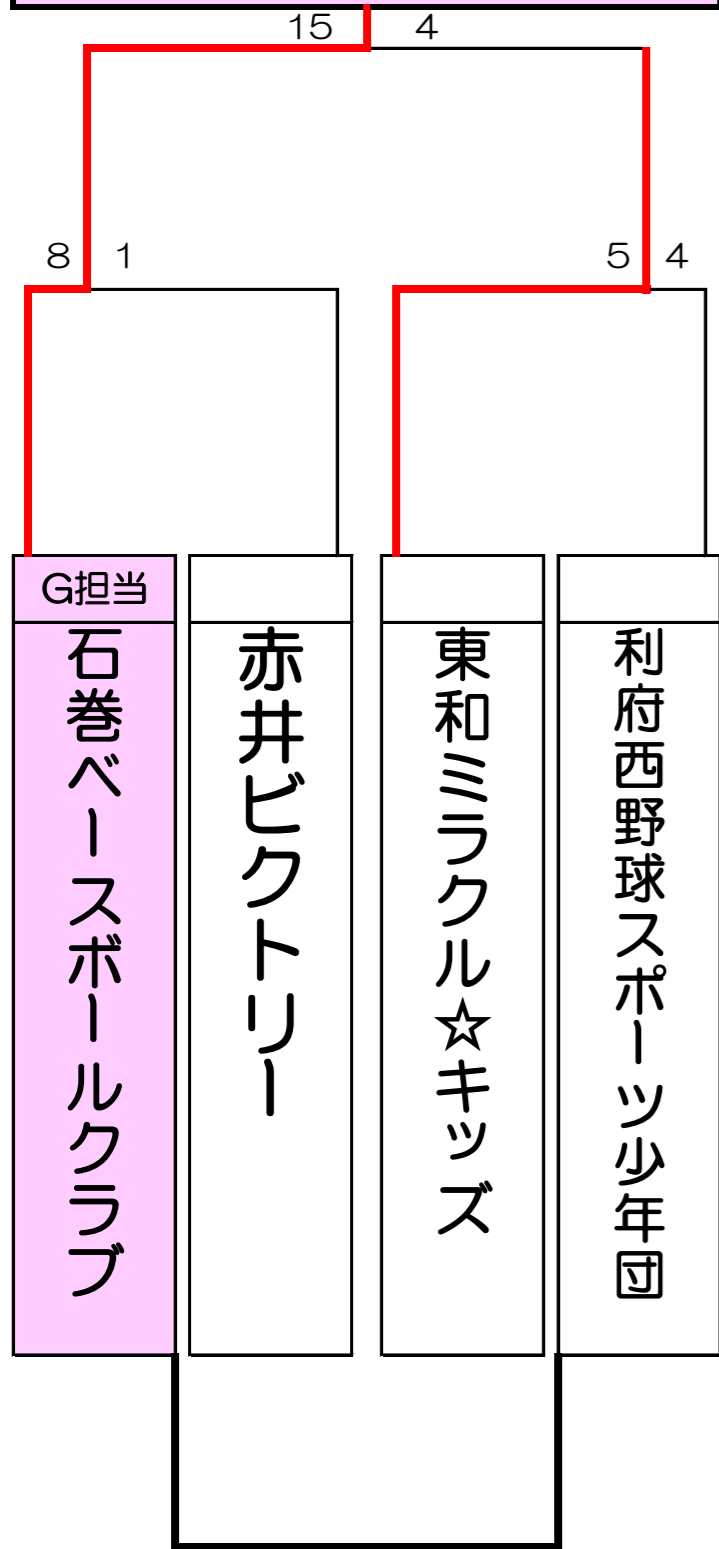 15 4
8 1
5 4
G担当
石巻ベースボールクラブ
赤井ビクトリー
東和ミラクル☆キッズ
利府西野球スポーツ少年団